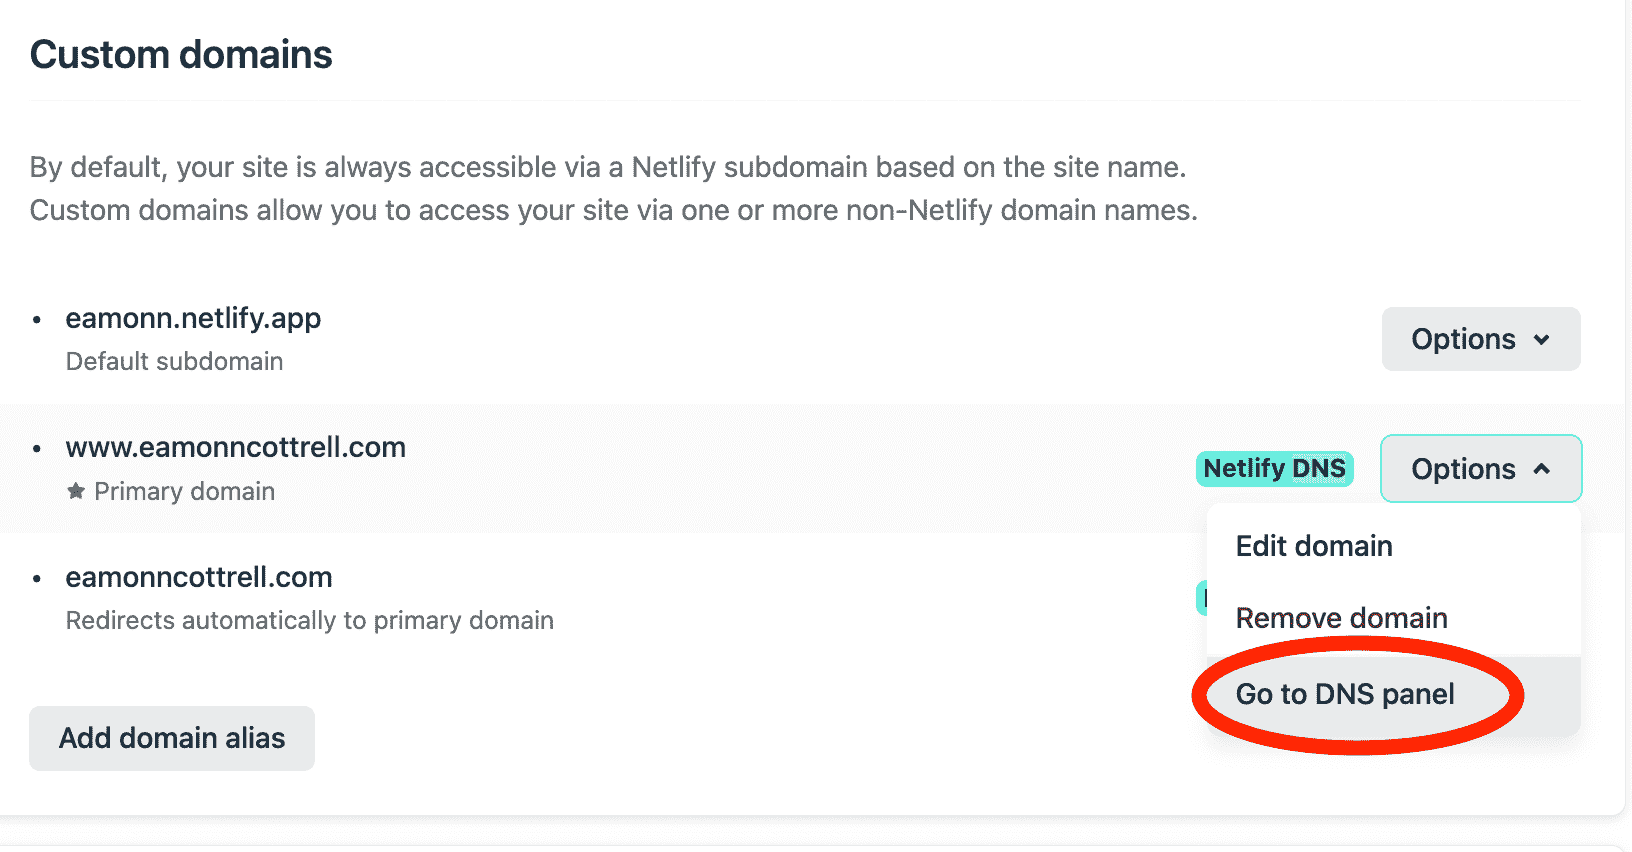 Custom domains
By default, your site is always accessible via a Netlify subdomain based on the site name.
Custom domains allow you to access your site via one or more non-Netlify domain names.
• eamonn.netlify.app
Default subdomain
Options
• www.eamonncottrell.com
★ Primary domain
Netlify DNS
Options
Edit domain
Remove domain
Go to DNS panel
• eamonncottrell.com
Redirects automatically to primary domain
Add domain alias